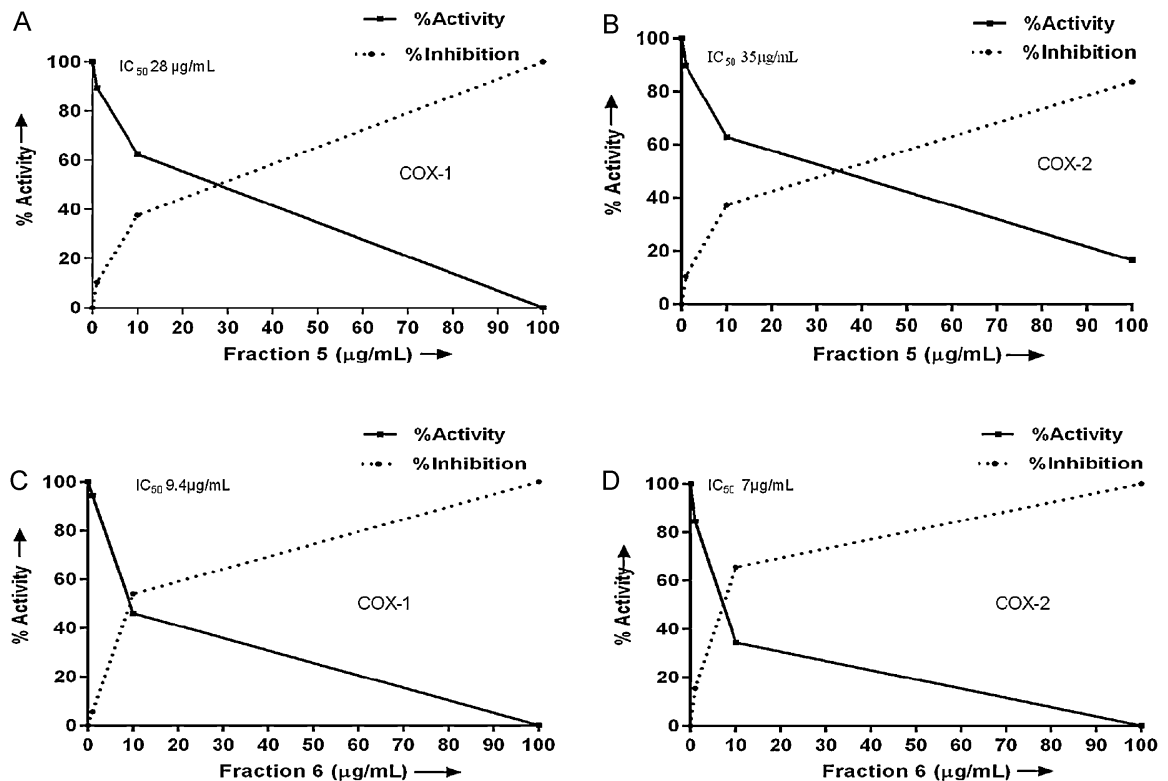 A
%Activity
%Inhibition
IC50 28 µg/mL
COX-1
% Activity
100
80
60
40
20
0
0 10 20 30 40 50 60 70 80 90 100
Fraction 5 (µg/mL)
B
%Activity
%Inhibition
IC50 35µg/mL
COX-2
% Activity
100
80
60
40
20
0
0 10 20 30 40 50 60 70 80 90 100
Fraction 5 (µg/mL)
C
%Activity
%Inhibition
IC50 9.4µg/mL
COX-1
% Activity
100
80
60
40
20
0
0 10 20 30 40 50 60 70 80 90 100
Fraction 6 (µg/mL)
D
%Activity
%Inhibition
IC50 7µg/mL
COX-2
% Activity
100
80
60
40
20
0
0 10 20 30 40 50 60 70 80 90 100
Fraction 6 (µg/mL)